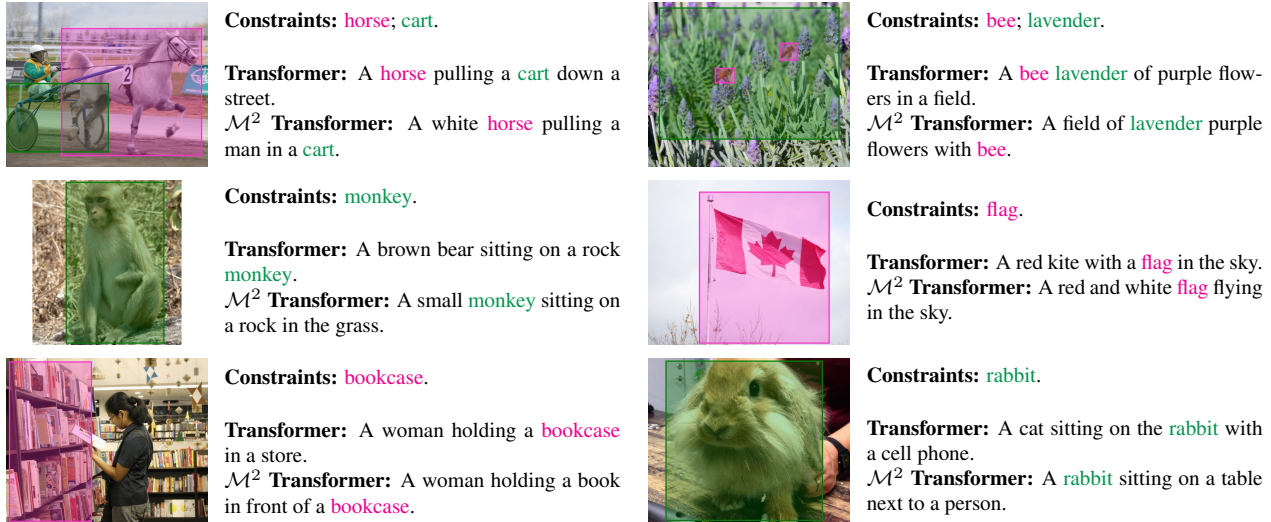 Constraints: horse; cart.
Transformer: A horse pulling a cart down a
street.
M² Transformer: A white horse pulling a
man in a cart.
2
Constraints: bee; lavender.
Transformer: A bee lavender of purple flow-
ers in a field.
M² Transformer: A field of lavender purple
flowers with bee.
Constraints: monkey.
Transformer: A brown bear sitting on a rock
monkey.
M² Transformer: A small monkey sitting on
a rock in the grass.
Constraints: flag.
Transformer: A red kite with a flag in the sky.
M² Transformer: A red and white flag flying
in the sky.
Constraints: bookcase.
Transformer: A woman holding a bookcase
in a store.
M² Transformer: A woman holding a book
in front of a bookcase.
Constraints: rabbit.
Transformer: A cat sitting on the rabbit with
a cell phone.
M² Transformer: A rabbit sitting on a table
next to a person.